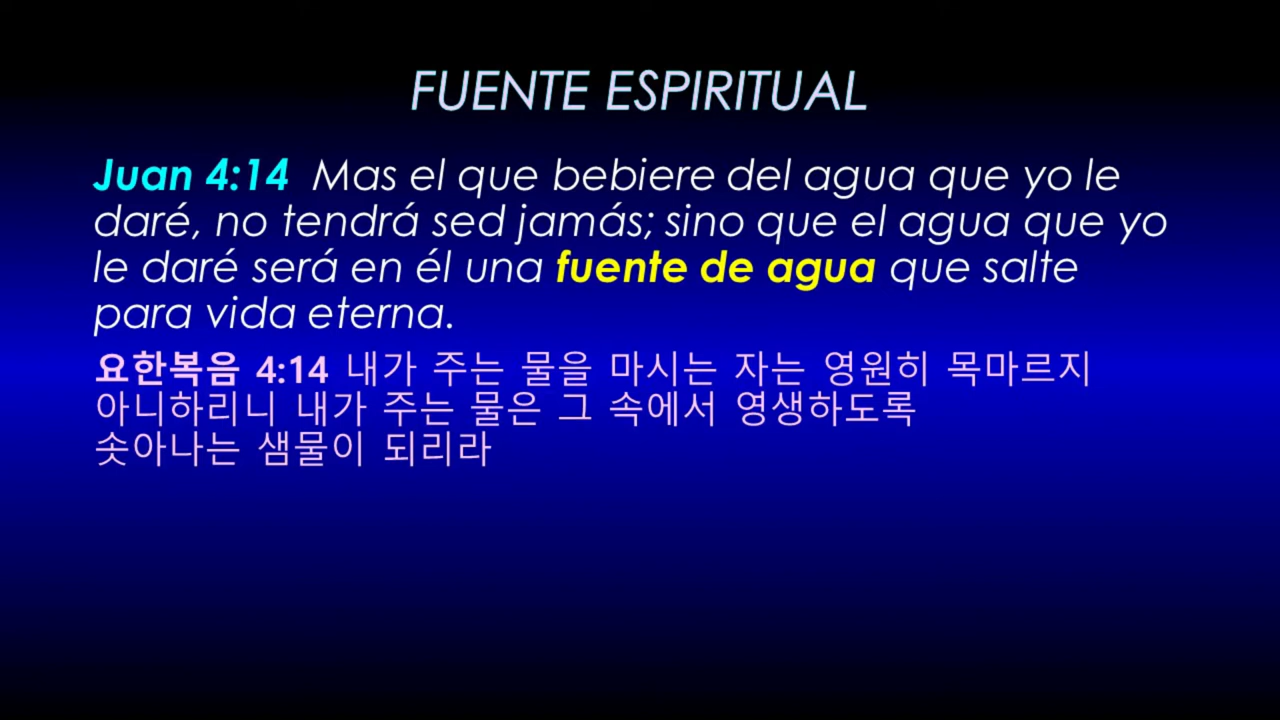 FUENTE ESPIRITUAL
Juan 4:14 Mas el que bebiere del agua que yo le
daré, no tendrá sed jamás; sino que el agua que yo
le daré será en él una fuente de agua que salte
para vida eterna.
요한복음 4:14 내가 주는 물을 마시는 자는 영원히 목마르지
아니하리니 내가 주는 물은 그 속에서 영생하도록
솟아나는 샘물이 되리라